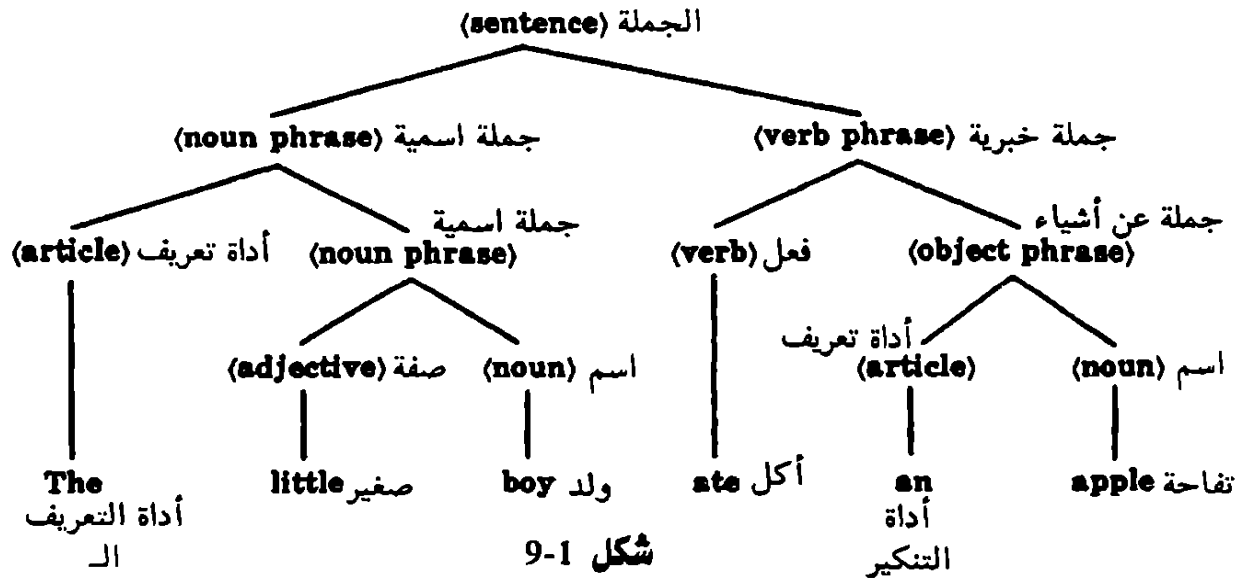 ⟨sentence⟩ الجملة
⟨noun phrase⟩ جملة اسمية ⟨verb phrase⟩ جملة خبرية
جملة اسمية جملة عن أشياء
⟨article⟩ أداة تعريف ⟨noun phrase⟩ ⟨verb⟩ فعل ⟨object phrase⟩
أداة تعريف
⟨adjective⟩ صفة ⟨noun⟩ اسم ⟨article⟩ ⟨noun⟩ اسم
The little صغير boy ولد ate أكل an apple تفاحة
أداة التعريف أداة
الـ شكل 1-9 التنكير